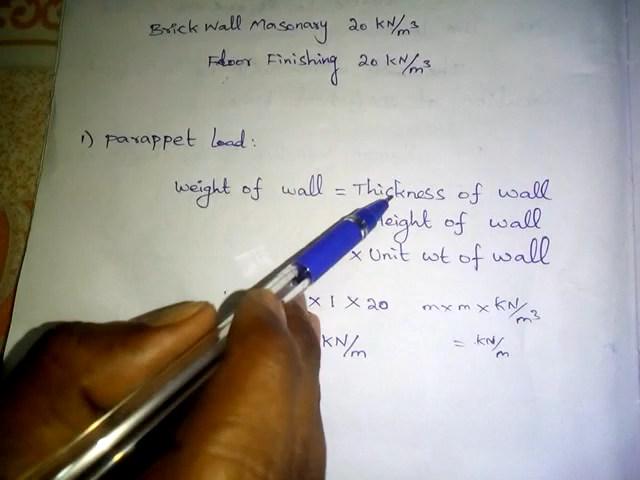 Brick Wall Masonary 20 KN/m³
Floor Finishing 20 KN/m³
1) Parappet Load:
Weight of wall = Thickness of wall
Height of wall
x Unit wt of wall
x 1 x 20 m x m x KN/m³
KN/m = KN/m